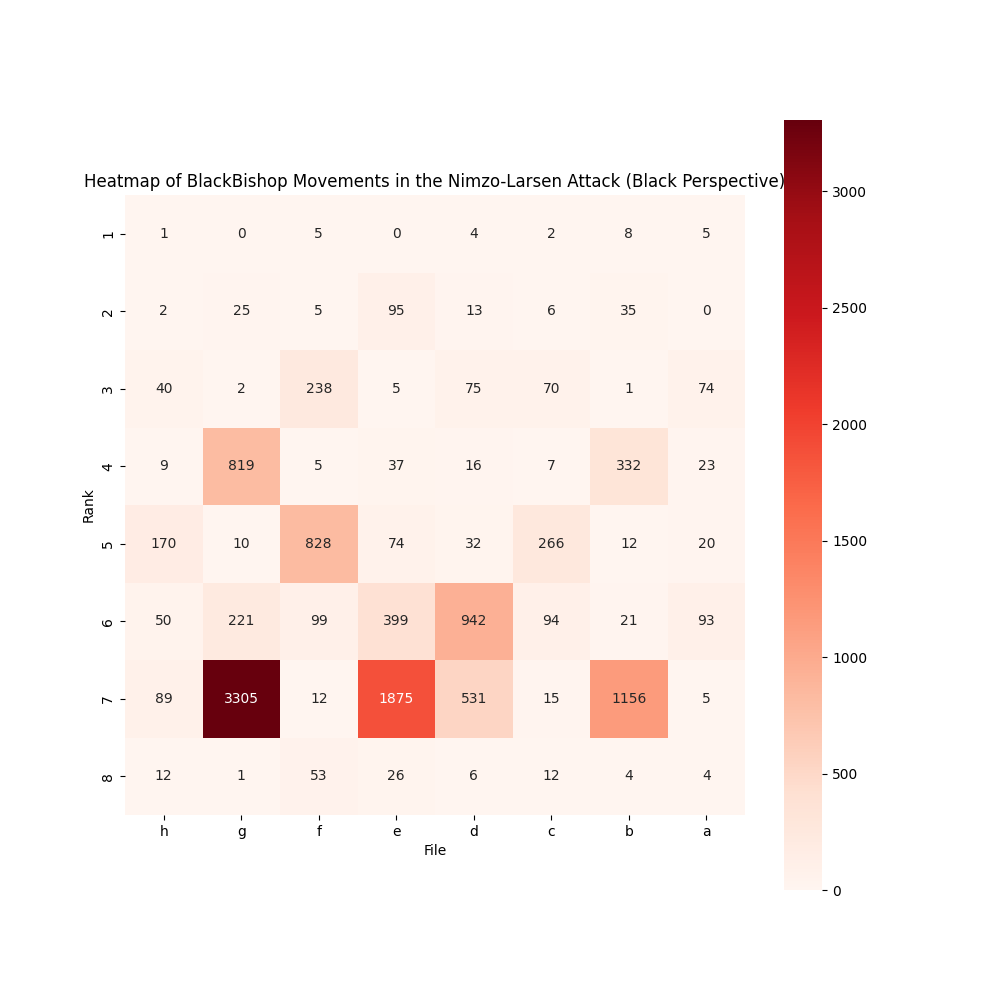 Heatmap of BlackBishop Movements in the Nimzo-Larsen Attack (Black Perspective)
1 1 0 5 0 4 2 8 5
2 2 25 5 95 13 6 35 0
3 40 2 238 5 75 70 1 74
4 9 819 5 37 16 7 332 23
Rank
5 170 10 828 74 32 266 12 20
6 50 221 99 399 942 94 21 93
7 89 3305 12 1875 531 15 1156 5
8 12 1 53 26 6 12 4 4
h g f e d c b a
File
3000
2500
2000
1500
1000
500
0